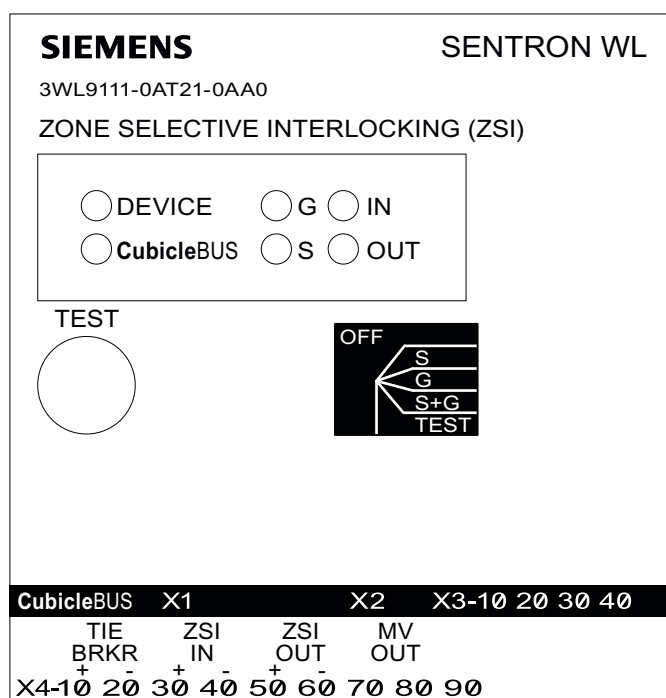 SIEMENS SENTRON WL
3WL9111-0AT21-0AA0
ZONE SELECTIVE INTERLOCKING (ZSI)
DEVICE G IN
CubicleBUS S OUT
TEST
OFF
S
G
S+G
TEST
CubicleBUS X1 X2 X3-10 20 30 40
TIE ZSI ZSI MV
BRKR IN OUT OUT
+ - + - + -
X4-10 20 30 40 50 60 70 80 90